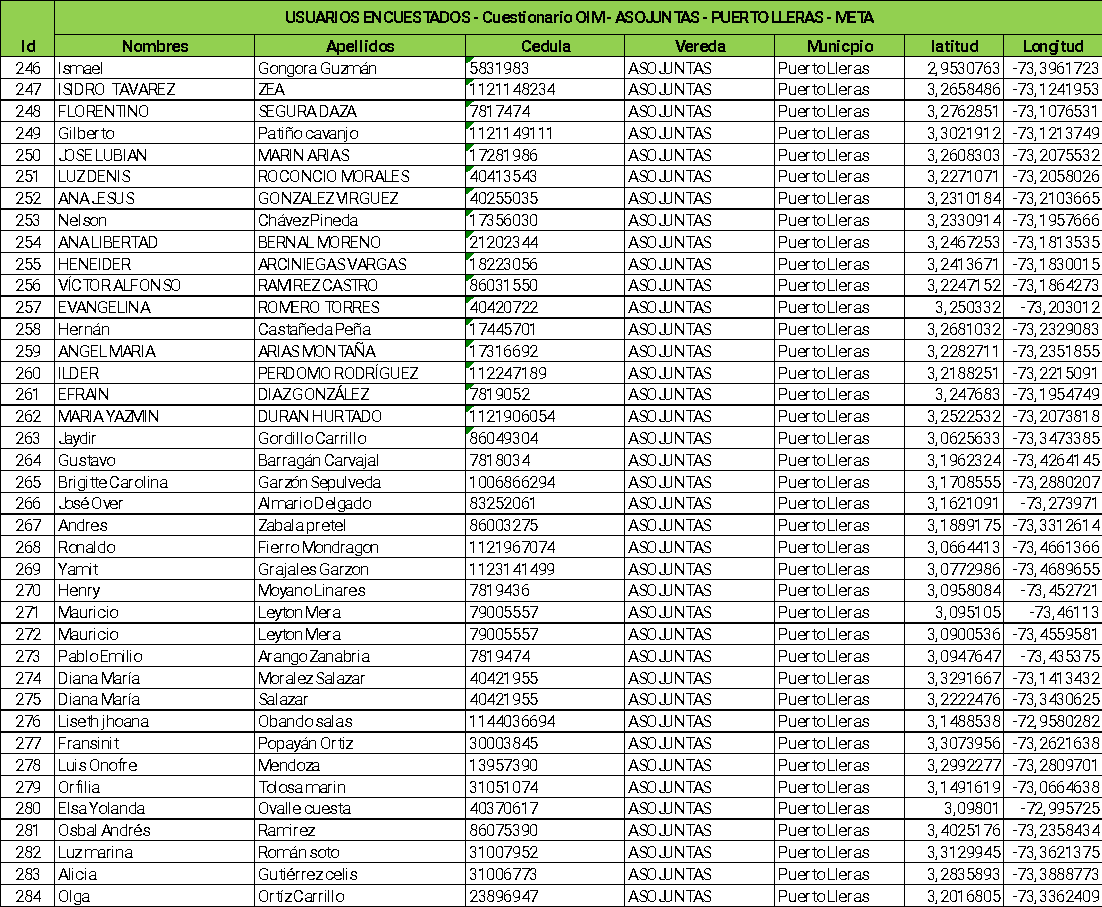 USUARIOS ENCUESTADOS - Cuestionario OIM - ASOJUNTAS - PUERTO LLERAS - META
Id Nombres Apellidos Cedula Vereda Municpio latitud Longitud
246 Ismael Gongora Guzmán 5831983 ASOJUNTAS Puerto Lleras 2,9530763 -73,3961723
247 ISIDRO TAVAREZ ZEA 1121148234 ASOJUNTAS Puerto Lleras 3,2658486 -73,1241953
248 FLORENTINO SEGURA DAZA 7817474 ASOJUNTAS Puerto Lleras 3,2762851 -73,1076531
249 Gilberto Patiño cavanjo 1121149111 ASOJUNTAS Puerto Lleras 3,3021912 -73,1213749
250 JOSE LUBIAN MARIN ARIAS 17281986 ASOJUNTAS Puerto Lleras 3,2608303 -73,2075532
251 LUZ DENIS ROCONCIO MORALES 40413543 ASOJUNTAS Puerto Lleras 3,2271071 -73,2058026
252 ANA JESUS GONZALEZ VIRGUEZ 40255035 ASOJUNTAS Puerto Lleras 3,2310184 -73,2103665
253 Nelson Chávez Pineda 17356030 ASOJUNTAS Puerto Lleras 3,2330914 -73,1957666
254 ANA LIBERTAD BERNAL MORENO 21202344 ASOJUNTAS Puerto Lleras 3,2467253 -73,1813535
255 HENEIDER ARCINIEGAS VARGAS 18223056 ASOJUNTAS Puerto Lleras 3,2413671 -73,1830015
256 VÍCTOR ALFONSO RAMIREZ CASTRO 86031550 ASOJUNTAS Puerto Lleras 3,2247152 -73,1864273
257 EVANGELINA ROMERO TORRES 40420722 ASOJUNTAS Puerto Lleras 3,250332 -73,203012
258 Hernán Castañeda Peña 17445701 ASOJUNTAS Puerto Lleras 3,2681032 -73,2329083
259 ANGEL MARIA ARIAS MONTAÑA 17316692 ASOJUNTAS Puerto Lleras 3,2282711 -73,2351855
260 ILDER PERDOMO RODRÍGUEZ 112247189 ASOJUNTAS Puerto Lleras 3,2188251 -73,2215091
261 EFRAIN DIAZ GONZÁLEZ 7819052 ASOJUNTAS Puerto Lleras 3,247683 -73,1954749
262 MARIA YAZMIN DURAN HURTADO 1121906054 ASOJUNTAS Puerto Lleras 3,2522532 -73,2073818
263 Jaydir Gordillo Carrillo 86049304 ASOJUNTAS Puerto Lleras 3,0625633 -73,3473385
264 Gustavo Barragán Carvajal 7818034 ASOJUNTAS Puerto Lleras 3,1962324 -73,4264145
265 Brigitte Carolina Garzón Sepulveda 1006866294 ASOJUNTAS Puerto Lleras 3,1708555 -73,2880207
266 José Over Almario Delgado 83252061 ASOJUNTAS Puerto Lleras 3,1621091 -73,273971
267 Andres Zabala pretel 86003275 ASOJUNTAS Puerto Lleras 3,1889175 -73,3312614
268 Ronaldo Fierro Mondragon 1121967074 ASOJUNTAS Puerto Lleras 3,0664413 -73,4661366
269 Yamit Grajales Garzon 1123141499 ASOJUNTAS Puerto Lleras 3,0772986 -73,4689655
270 Henry Moyano Linares 7819436 ASOJUNTAS Puerto Lleras 3,0958084 -73,452721
271 Mauricio Leyton Mera 79005557 ASOJUNTAS Puerto Lleras 3,095105 -73,46113
272 Mauricio Leyton Mera 79005557 ASOJUNTAS Puerto Lleras 3,0900536 -73,4559581
273 Pablo Emilio Arango Zanabria 7819474 ASOJUNTAS Puerto Lleras 3,0947647 -73,435375
274 Diana María Moralez Salazar 40421955 ASOJUNTAS Puerto Lleras 3,3291667 -73,1413432
275 Diana María Salazar 40421955 ASOJUNTAS Puerto Lleras 3,2222476 -73,3430625
276 Liseth jhoana Obando salas 1144036694 ASOJUNTAS Puerto Lleras 3,1488538 -72,9580282
277 Fransinit Popayán Ortiz 30003845 ASOJUNTAS Puerto Lleras 3,3073956 -73,2621638
278 Luis Onofre Mendoza 13957390 ASOJUNTAS Puerto Lleras 3,2992277 -73,2809701
279 Orfilia Tolosa marin 31051074 ASOJUNTAS Puerto Lleras 3,1491619 -73,0664638
280 Elsa Yolanda Ovalle cuesta 40370617 ASOJUNTAS Puerto Lleras 3,09801 -72,995725
281 Osbal Andrés Ramirez 86075390 ASOJUNTAS Puerto Lleras 3,4025176 -73,2358434
282 Luz marina Román soto 31007952 ASOJUNTAS Puerto Lleras 3,3129945 -73,3621375
283 Alicia Gutiérrez celis 31006773 ASOJUNTAS Puerto Lleras 3,2835893 -73,3888773
284 Olga Ortíz Carrillo 23896947 ASOJUNTAS Puerto Lleras 3,2016805 -73,3362409